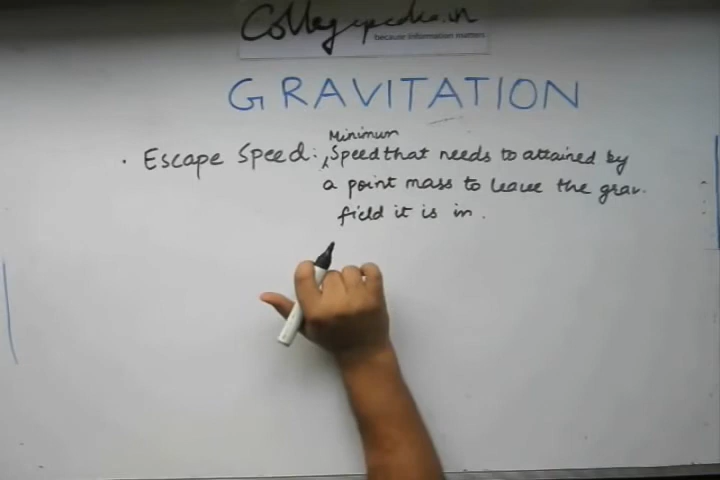 Collegepedia.in
because information matters
GRAVITATION
Minimum
· Escape Speed: Speed that needs to attained by
a point mass to leave the grav.
field it is in.